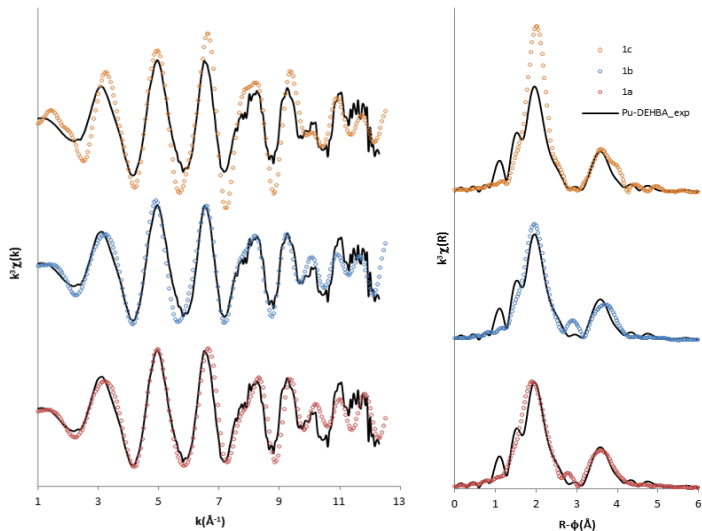 k³χ(k)
1 3 5 7 9 11 13
k(Å⁻¹)
k³χ(R)
1c
1b
1a
Pu-DEHBA_exp
0 1 2 3 4 5 6
R-ϕ(Å)